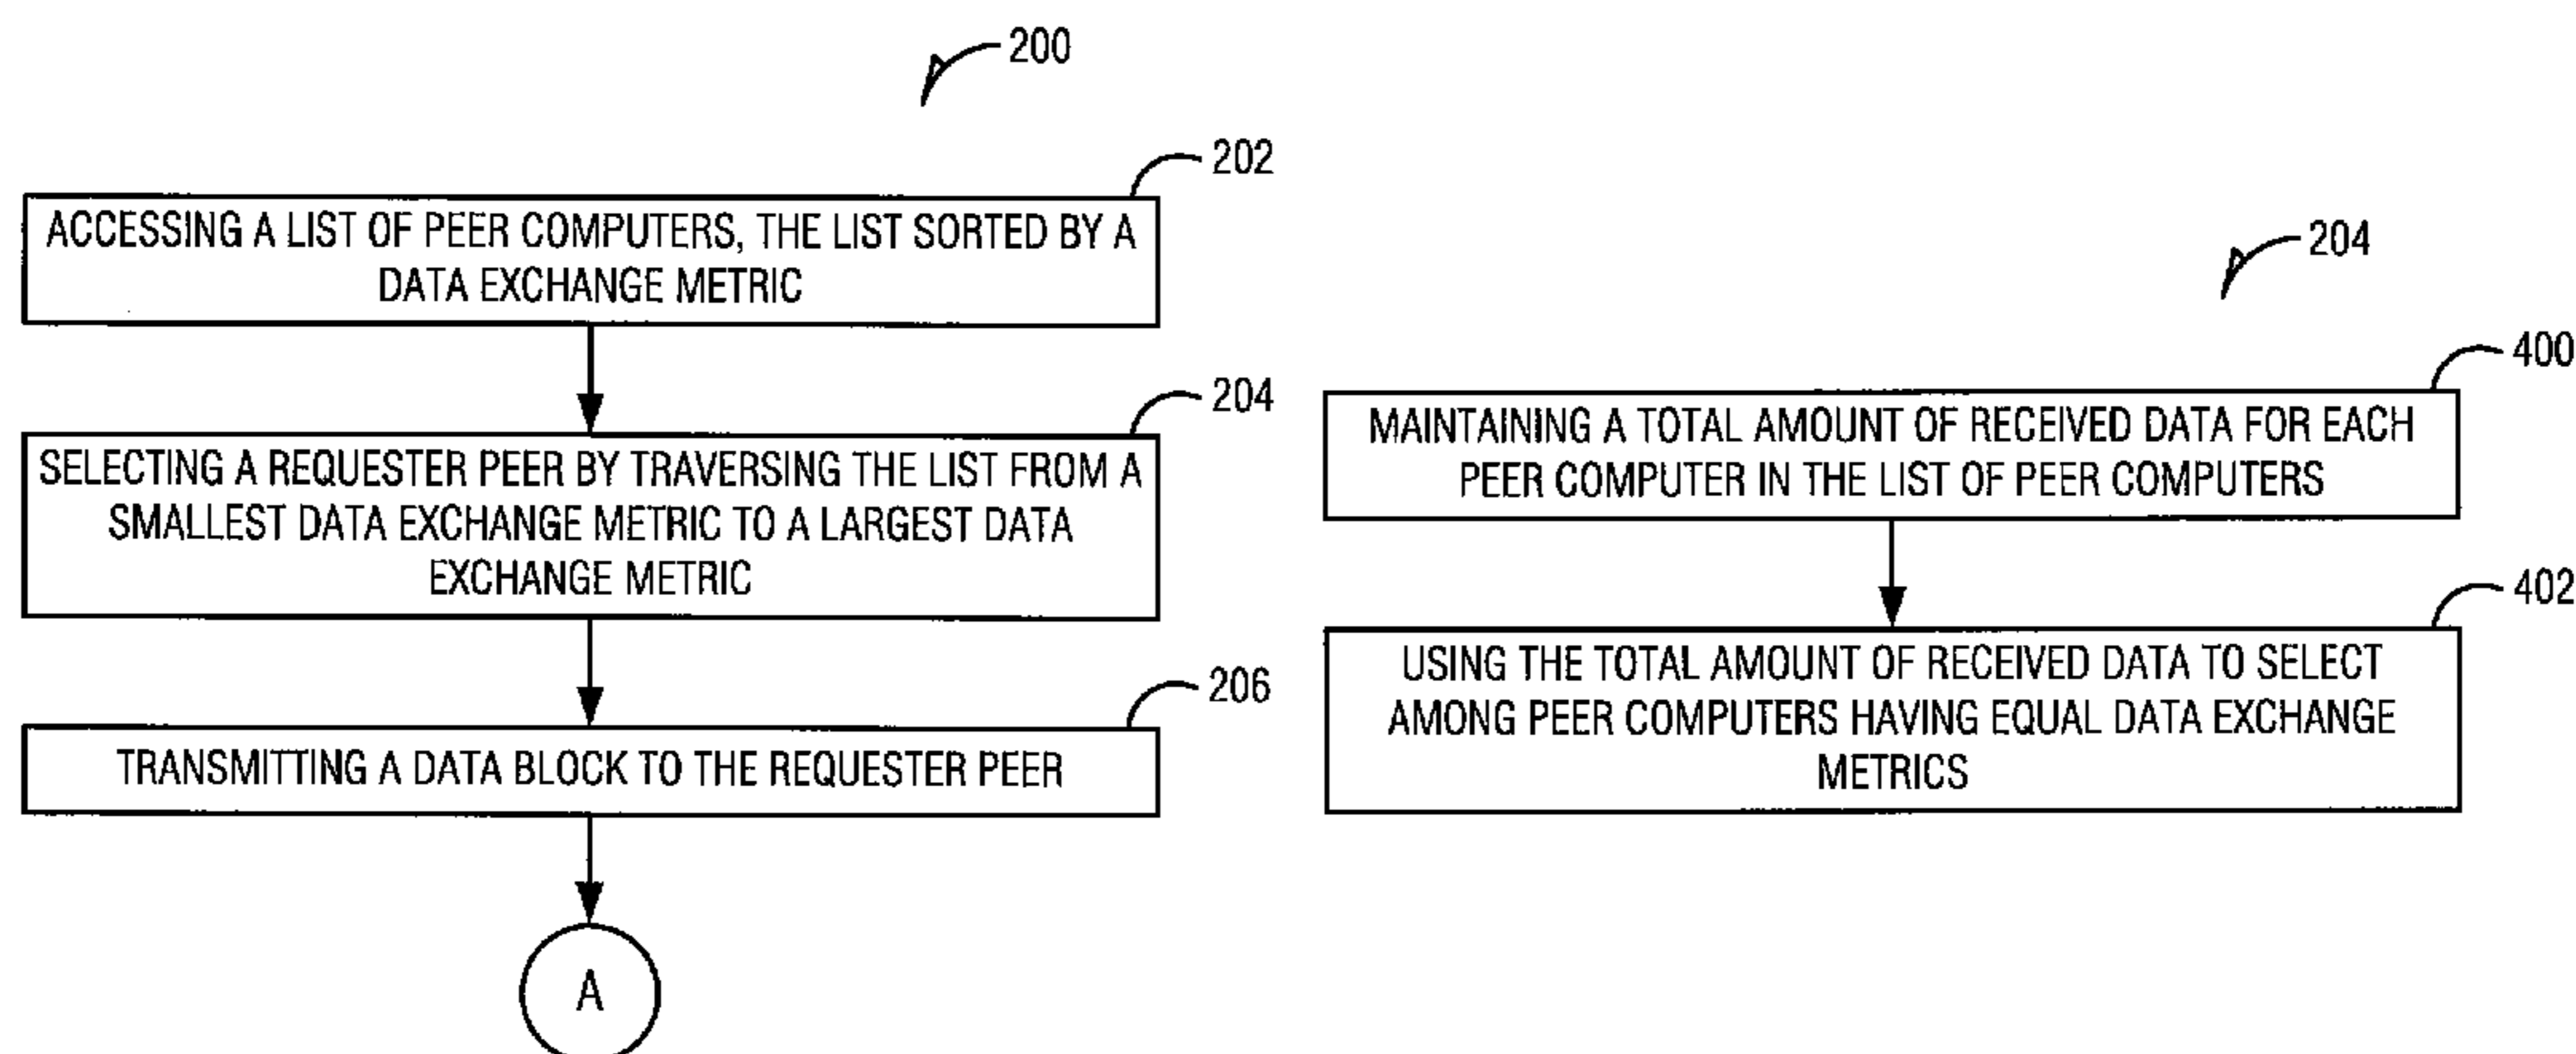 200
202
ACCESSING A LIST OF PEER COMPUTERS, THE LIST SORTED BY A
DATA EXCHANGE METRIC
204
SELECTING A REQUESTER PEER BY TRAVERSING THE LIST FROM A
SMALLEST DATA EXCHANGE METRIC TO A LARGEST DATA
EXCHANGE METRIC
206
TRANSMITTING A DATA BLOCK TO THE REQUESTER PEER
A
204
400
MAINTAINING A TOTAL AMOUNT OF RECEIVED DATA FOR EACH
PEER COMPUTER IN THE LIST OF PEER COMPUTERS
402
USING THE TOTAL AMOUNT OF RECEIVED DATA TO SELECT
AMONG PEER COMPUTERS HAVING EQUAL DATA EXCHANGE
METRICS